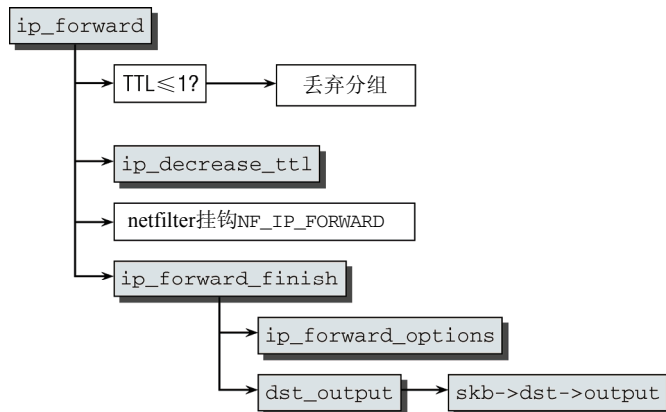 ip_forward
TTL≤1?
丢弃分组
ip_decrease_ttl
netfilter挂钩NF_IP_FORWARD
ip_forward_finish
ip_forward_options
dst_output
skb->dst->output